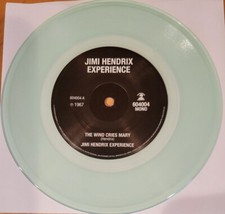 JIMI HENDRIX
EXPERIENCE
604004 A
℗ 1967
604004
MONO
THE WIND CRIES MARY
JIMI HENDRIX EXPERIENCE